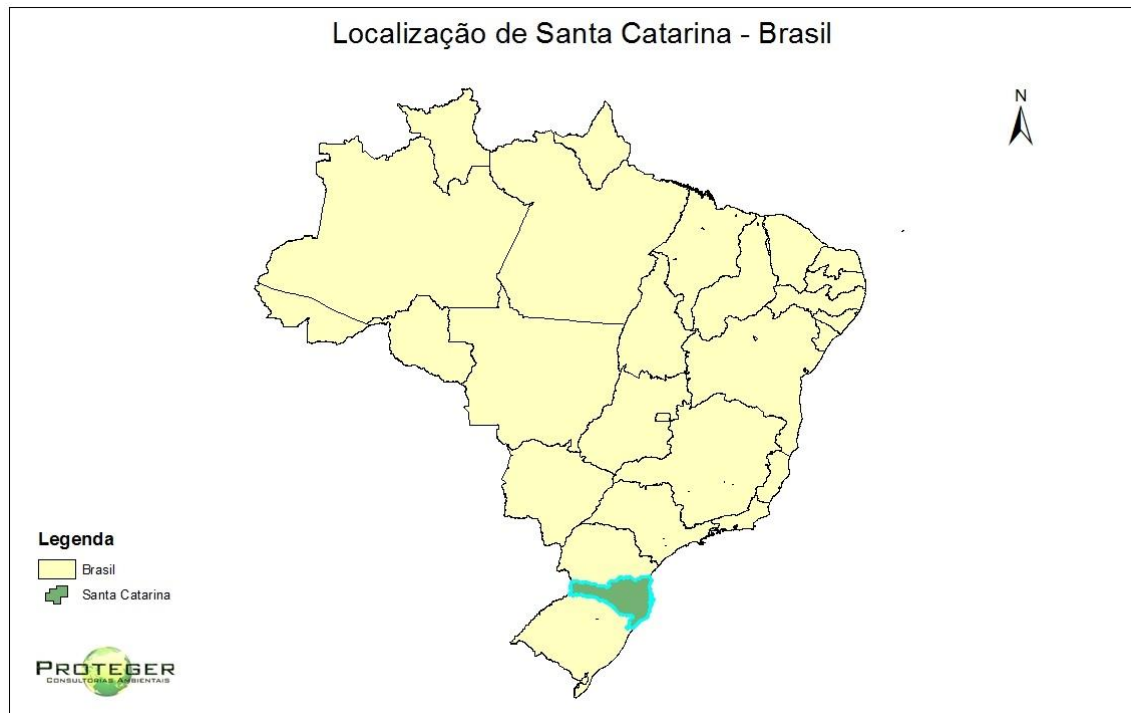 Localização de Santa Catarina - Brasil
N
Legenda
Brasil
Santa Catarina
PROTEGER
CONSULTORIAS AMBIENTAIS